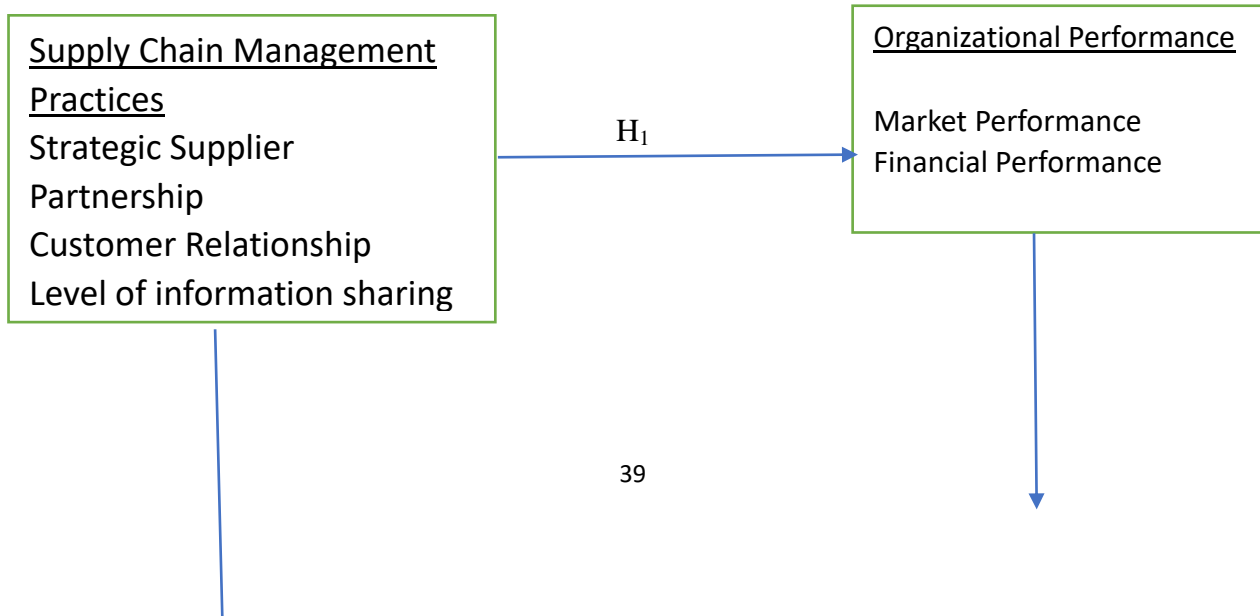 Supply Chain Management
Practices
Strategic Supplier
Partnership
Customer Relationship
Level of information sharing
H₁
Organizational Performance
Market Performance
Financial Performance
39